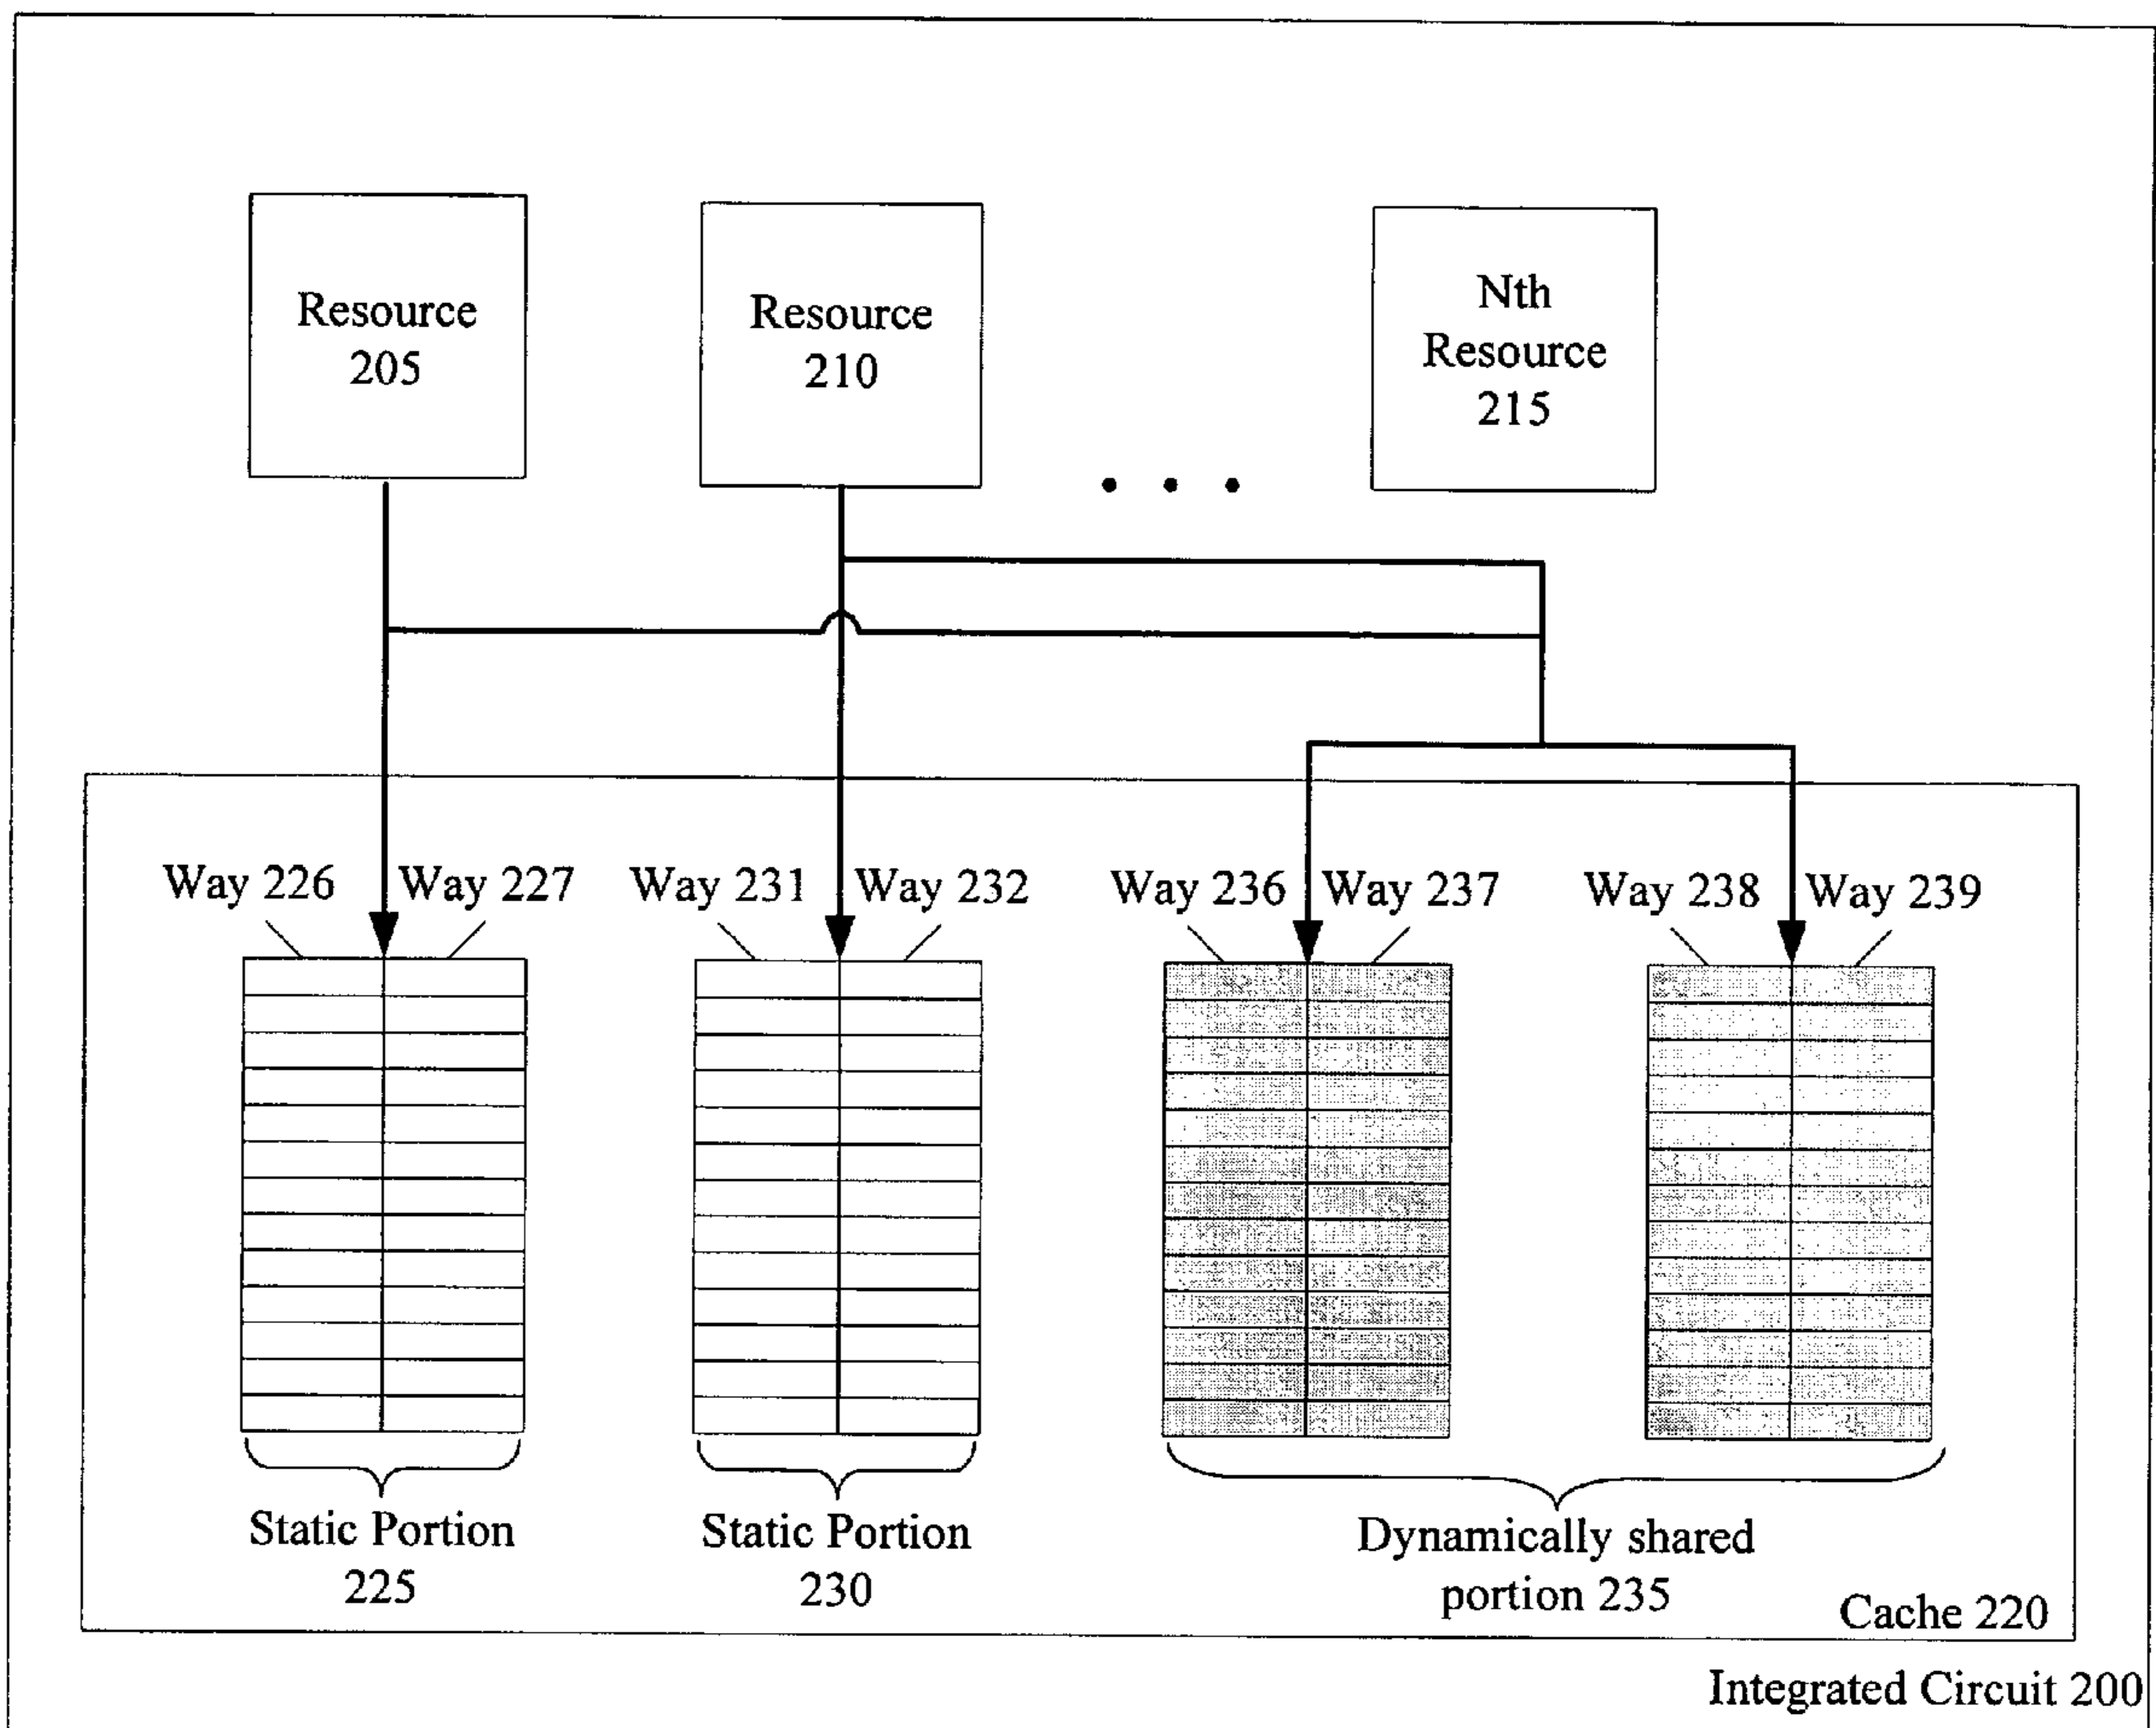 Resource
205
Resource
210
Nth
Resource
215
. . .
Way 226
Way 227
Way 231
Way 232
Way 236
Way 237
Way 238
Way 239
Static Portion
225
Static Portion
230
Dynamically shared
portion 235
Cache 220
Integrated Circuit 200